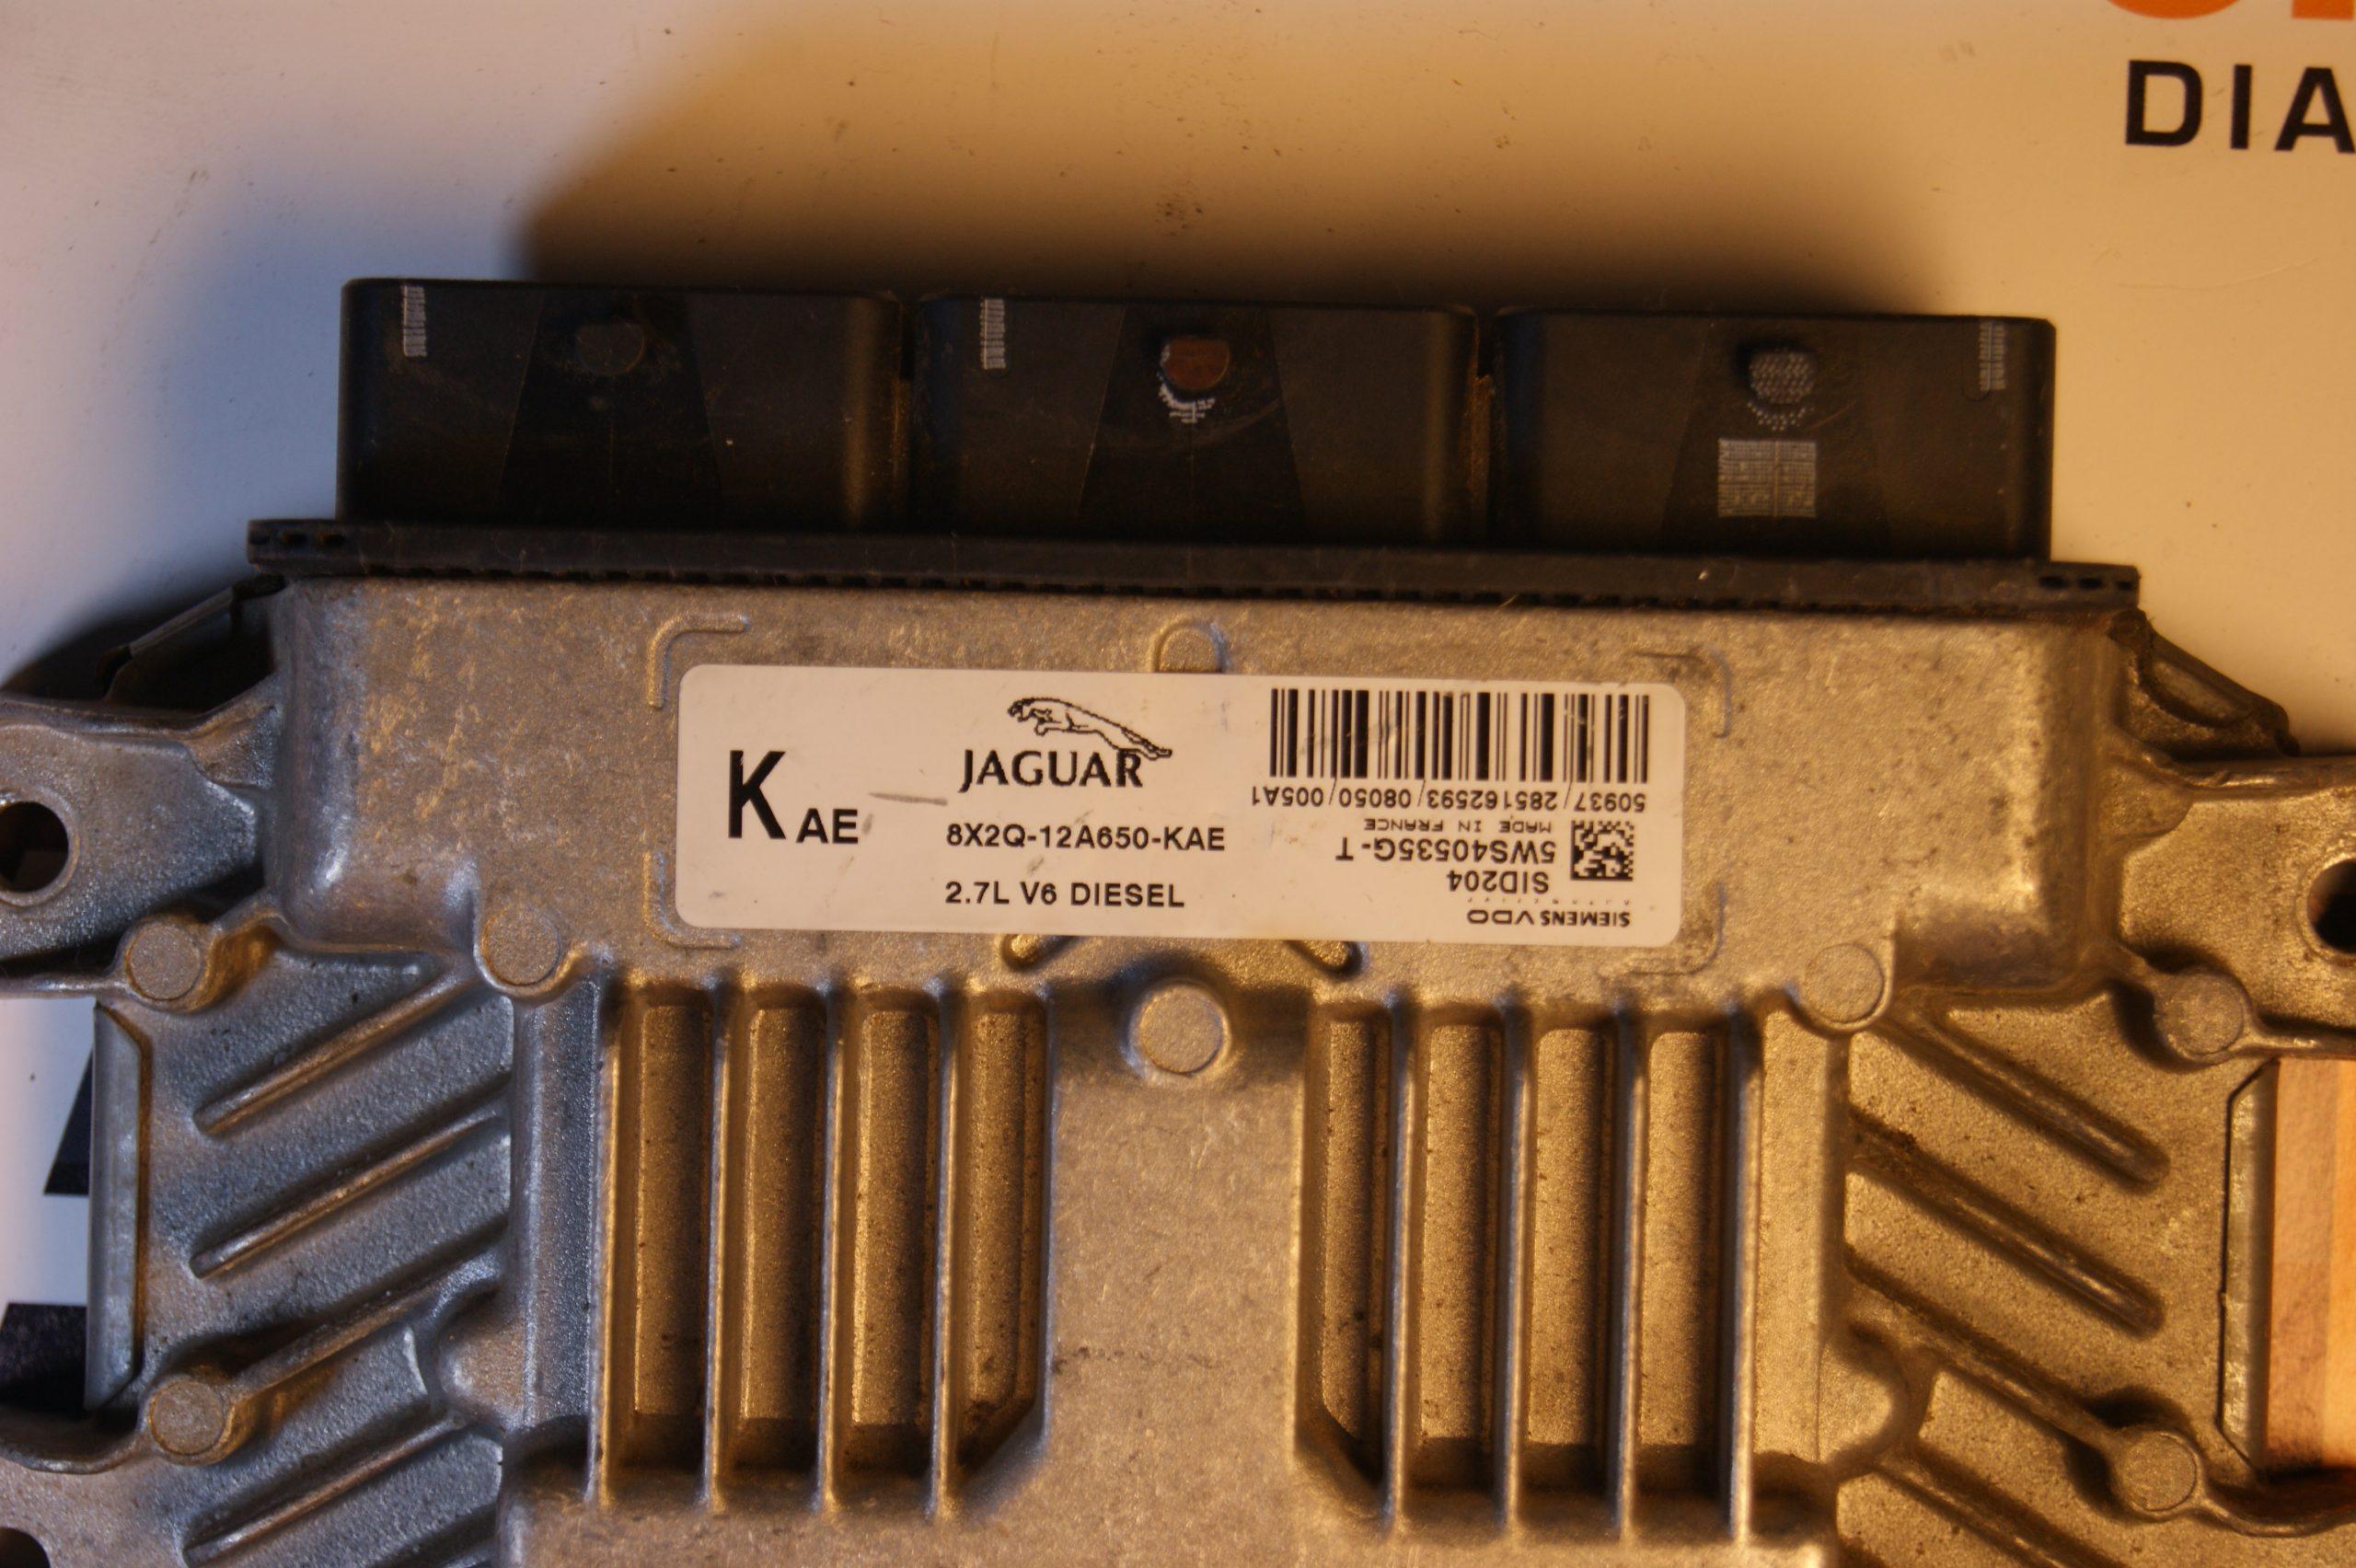 DIA
K AE
JAGUAR
8X2Q-12A650-KAE
2.7L V6 DIESEL
SIEMENS VDO
SID204
5WS40535G-T
MADE IN FRANCE
50937/285162593/08050/005A1